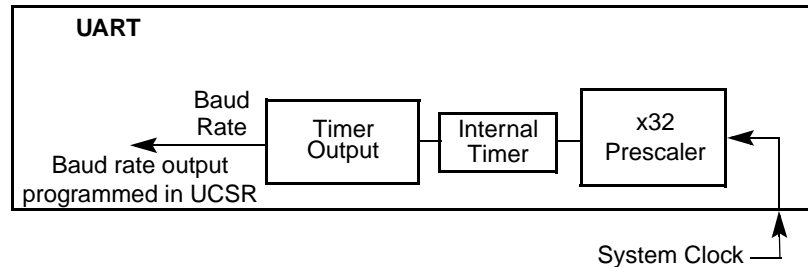 UART
Baud
Rate
Timer
Output
Internal
Timer
x32
Prescaler
Baud rate output
programmed in UCSR
System Clock